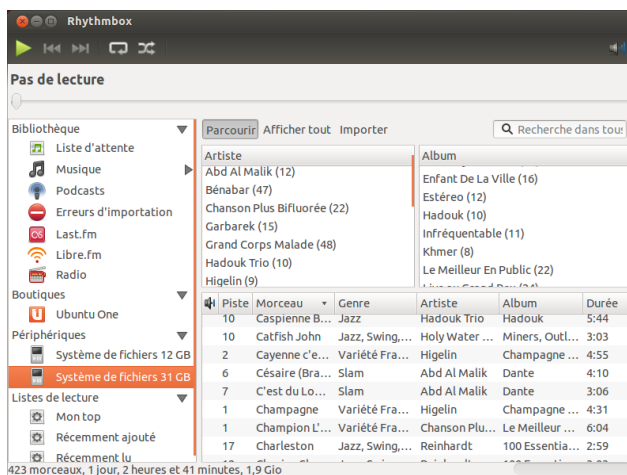 Rhythmbox
Pas de lecture
Bibliothèque
Liste d'attente
Musique
Podcasts
Erreurs d'importation
Last.fm
Libre.fm
Radio
Boutiques
Ubuntu One
Périphériques
Système de fichiers 12 GB
Système de fichiers 31 GB
Listes de lecture
Mon top
Récemment ajouté
Récemment lu
Parcourir Afficher tout Importer
Recherche dans tous
Artiste
Abd Al Malik (12)
Bénabar (47)
Chanson Plus Bifluorée (22)
Garbarek (15)
Grand Corps Malade (48)
Hadouk Trio (10)
Higelin (9)
Album
Enfant De La Ville (16)
Estéreo (12)
Hadouk (10)
Infréquentable (11)
Khmer (8)
Le Meilleur En Public (22)
Piste Morceau Genre Artiste Album Durée
10 Caspienne B... Jazz Hadouk Trio Hadouk 5:44
10 Catfish John Jazz, Swing,... Holy Water ... Miners, Outl... 3:03
2 Cayenne c'e... Variété Fra... Higelin Champagne ... 4:55
6 Césaire (Bra... Slam Abd Al Malik Dante 4:10
7 C'est du Lo... Slam Abd Al Malik Dante 3:06
1 Champagne Variété Fra... Higelin Champagne ... 4:31
1 Champion L'... Variété Fra... Chanson Plu... Le Meilleur ... 6:04
17 Charleston Jazz, Swing,... Reinhardt 100 Essentia... 2:59
423 morceaux, 1 jour, 2 heures et 41 minutes, 1,9 Gio